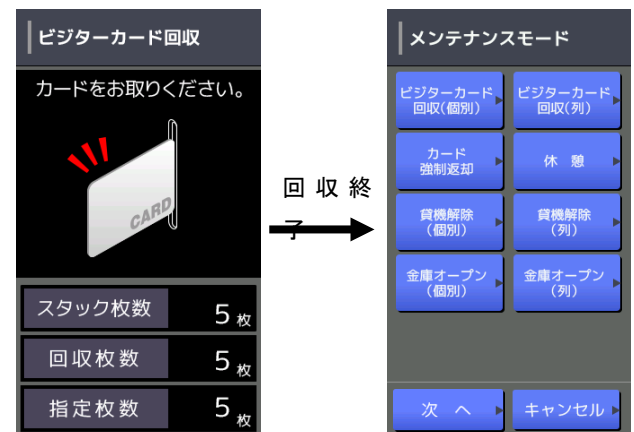 ビジターカード回収
カードをお取りください。
CARD
スタック枚数 5枚
回収枚数 5枚
指定枚数 5枚
回収終
了
メンテナンスモード
ビジターカード
回収(個別)
ビジターカード
回収(列)
カード
強制返却
休憩
貸機解除
(個別)
貸機解除
(列)
金庫オープン
(個別)
金庫オープン
(列)
次へ
キャンセル